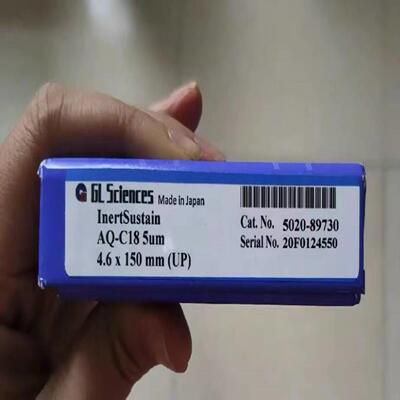 GL Sciences Made in Japan
InertSustain
AQ-C18 5um
4.6 x 150 mm (UP)
Cat. No. 5020-89730
Serial No. 20F0124550